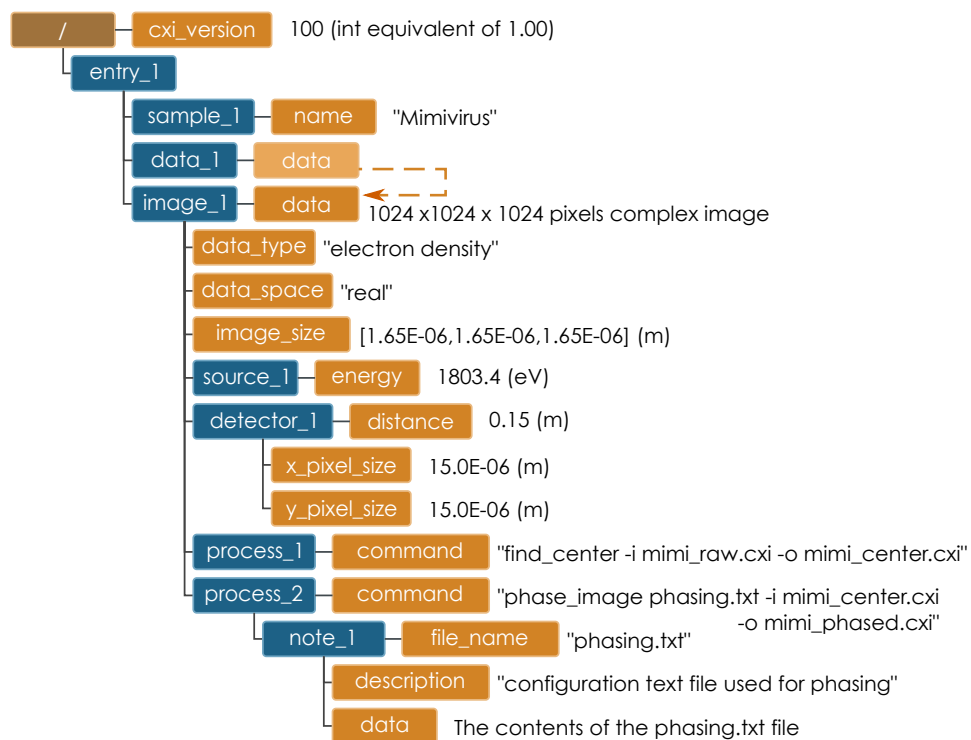 / cxi_version 100 (int equivalent of 1.00)
entry_1
sample_1 name "Mimivirus"
data_1 data
image_1 data
1024 x1024 x 1024 pixels complex image
data_type "electron density"
data_space "real"
image_size [1.65E-06,1.65E-06,1.65E-06] (m)
source_1 energy 1803.4 (eV)
detector_1 distance 0.15 (m)
x_pixel_size 15.0E-06 (m)
y_pixel_size 15.0E-06 (m)
process_1 command "find_center -i mimi_raw.cxi -o mimi_center.cxi"
process_2 command "phase_image phasing.txt -i mimi_center.cxi
-o mimi_phased.cxi"
note_1 file_name "phasing.txt"
description "configuration text file used for phasing"
data The contents of the phasing.txt file